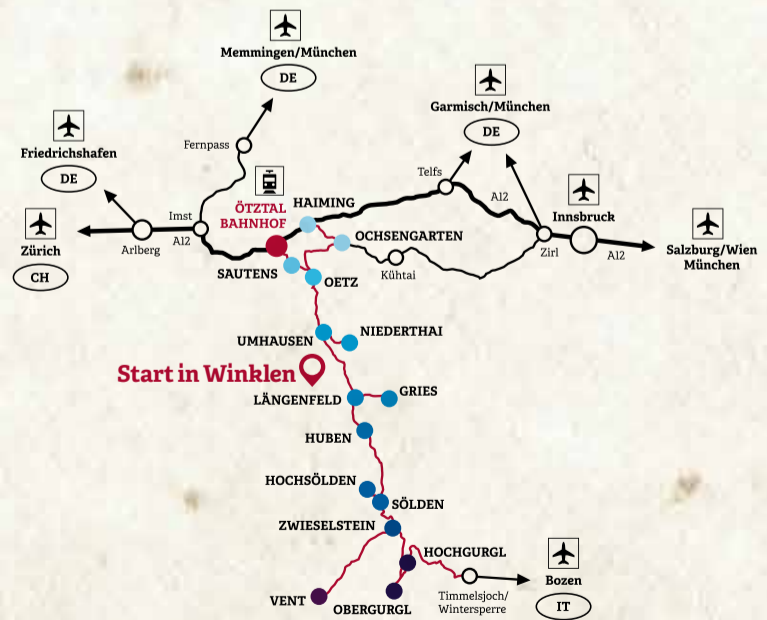 Memmingen/München
DE
Garmisch/München
DE
Friedrichshafen
DE
Fernpass
Telfs
Innsbruck
A12
ÖTZTAL
BAHNHOF
HAIMING
Imst
A12
Zürich
CH
Arlberg
OCHSENGARTEN
Zirl
A12
Salzburg/Wien
München
SAUTENS
OETZ
Kühtai
UMHAUSEN
NIEDERTHAI
Start in Winklen
LÄNGENFELD
GRIES
HUBEN
HOCHSÖLDEN
SÖLDEN
ZWIESELSTEIN
HOCHGURGL
VENT
OBERGURGL
Timmelsjoch/
Wintersperre
Bozen
IT